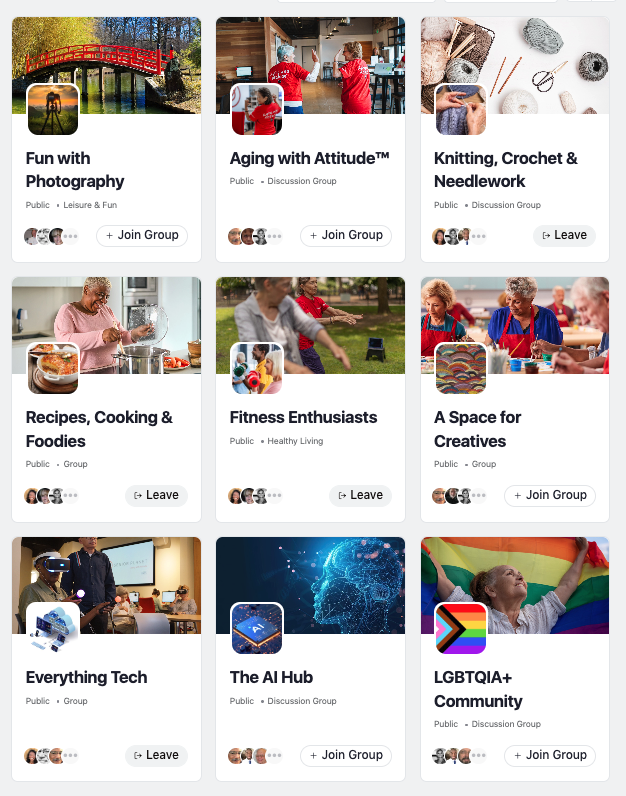 Fun with
Photography
Public • Leisure & Fun
+ Join Group
Aging with Attitude™
Public • Discussion Group
+ Join Group
Knitting, Crochet &
Needlework
Public • Discussion Group
Leave
Recipes, Cooking &
Foodies
Public • Group
Leave
Fitness Enthusiasts
Public • Healthy Living
Leave
A Space for
Creatives
Public • Group
+ Join Group
Everything Tech
Public • Group
Leave
AI
The AI Hub
Public • Discussion Group
+ Join Group
LGBTQIA+
Community
Public • Discussion Group
+ Join Group